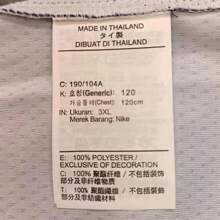 MADE IN THAILAND
タイ製
DIBUAT DI THAILAND
C: 190/104A
K: 호칭(Generic): 120
가슴둘레(Chest): 120cm
IN: Ukuran: 3XL
Merek Barang: Nike
E: 100% POLYESTER/
EXCLUSIVE OF DECORATION
C: 100% 聚酯纤维 / 不包括装饰
部分及非纤维物质
T: 100% 聚酯纖維 / 不包括裝飾
部分及非紡織材料